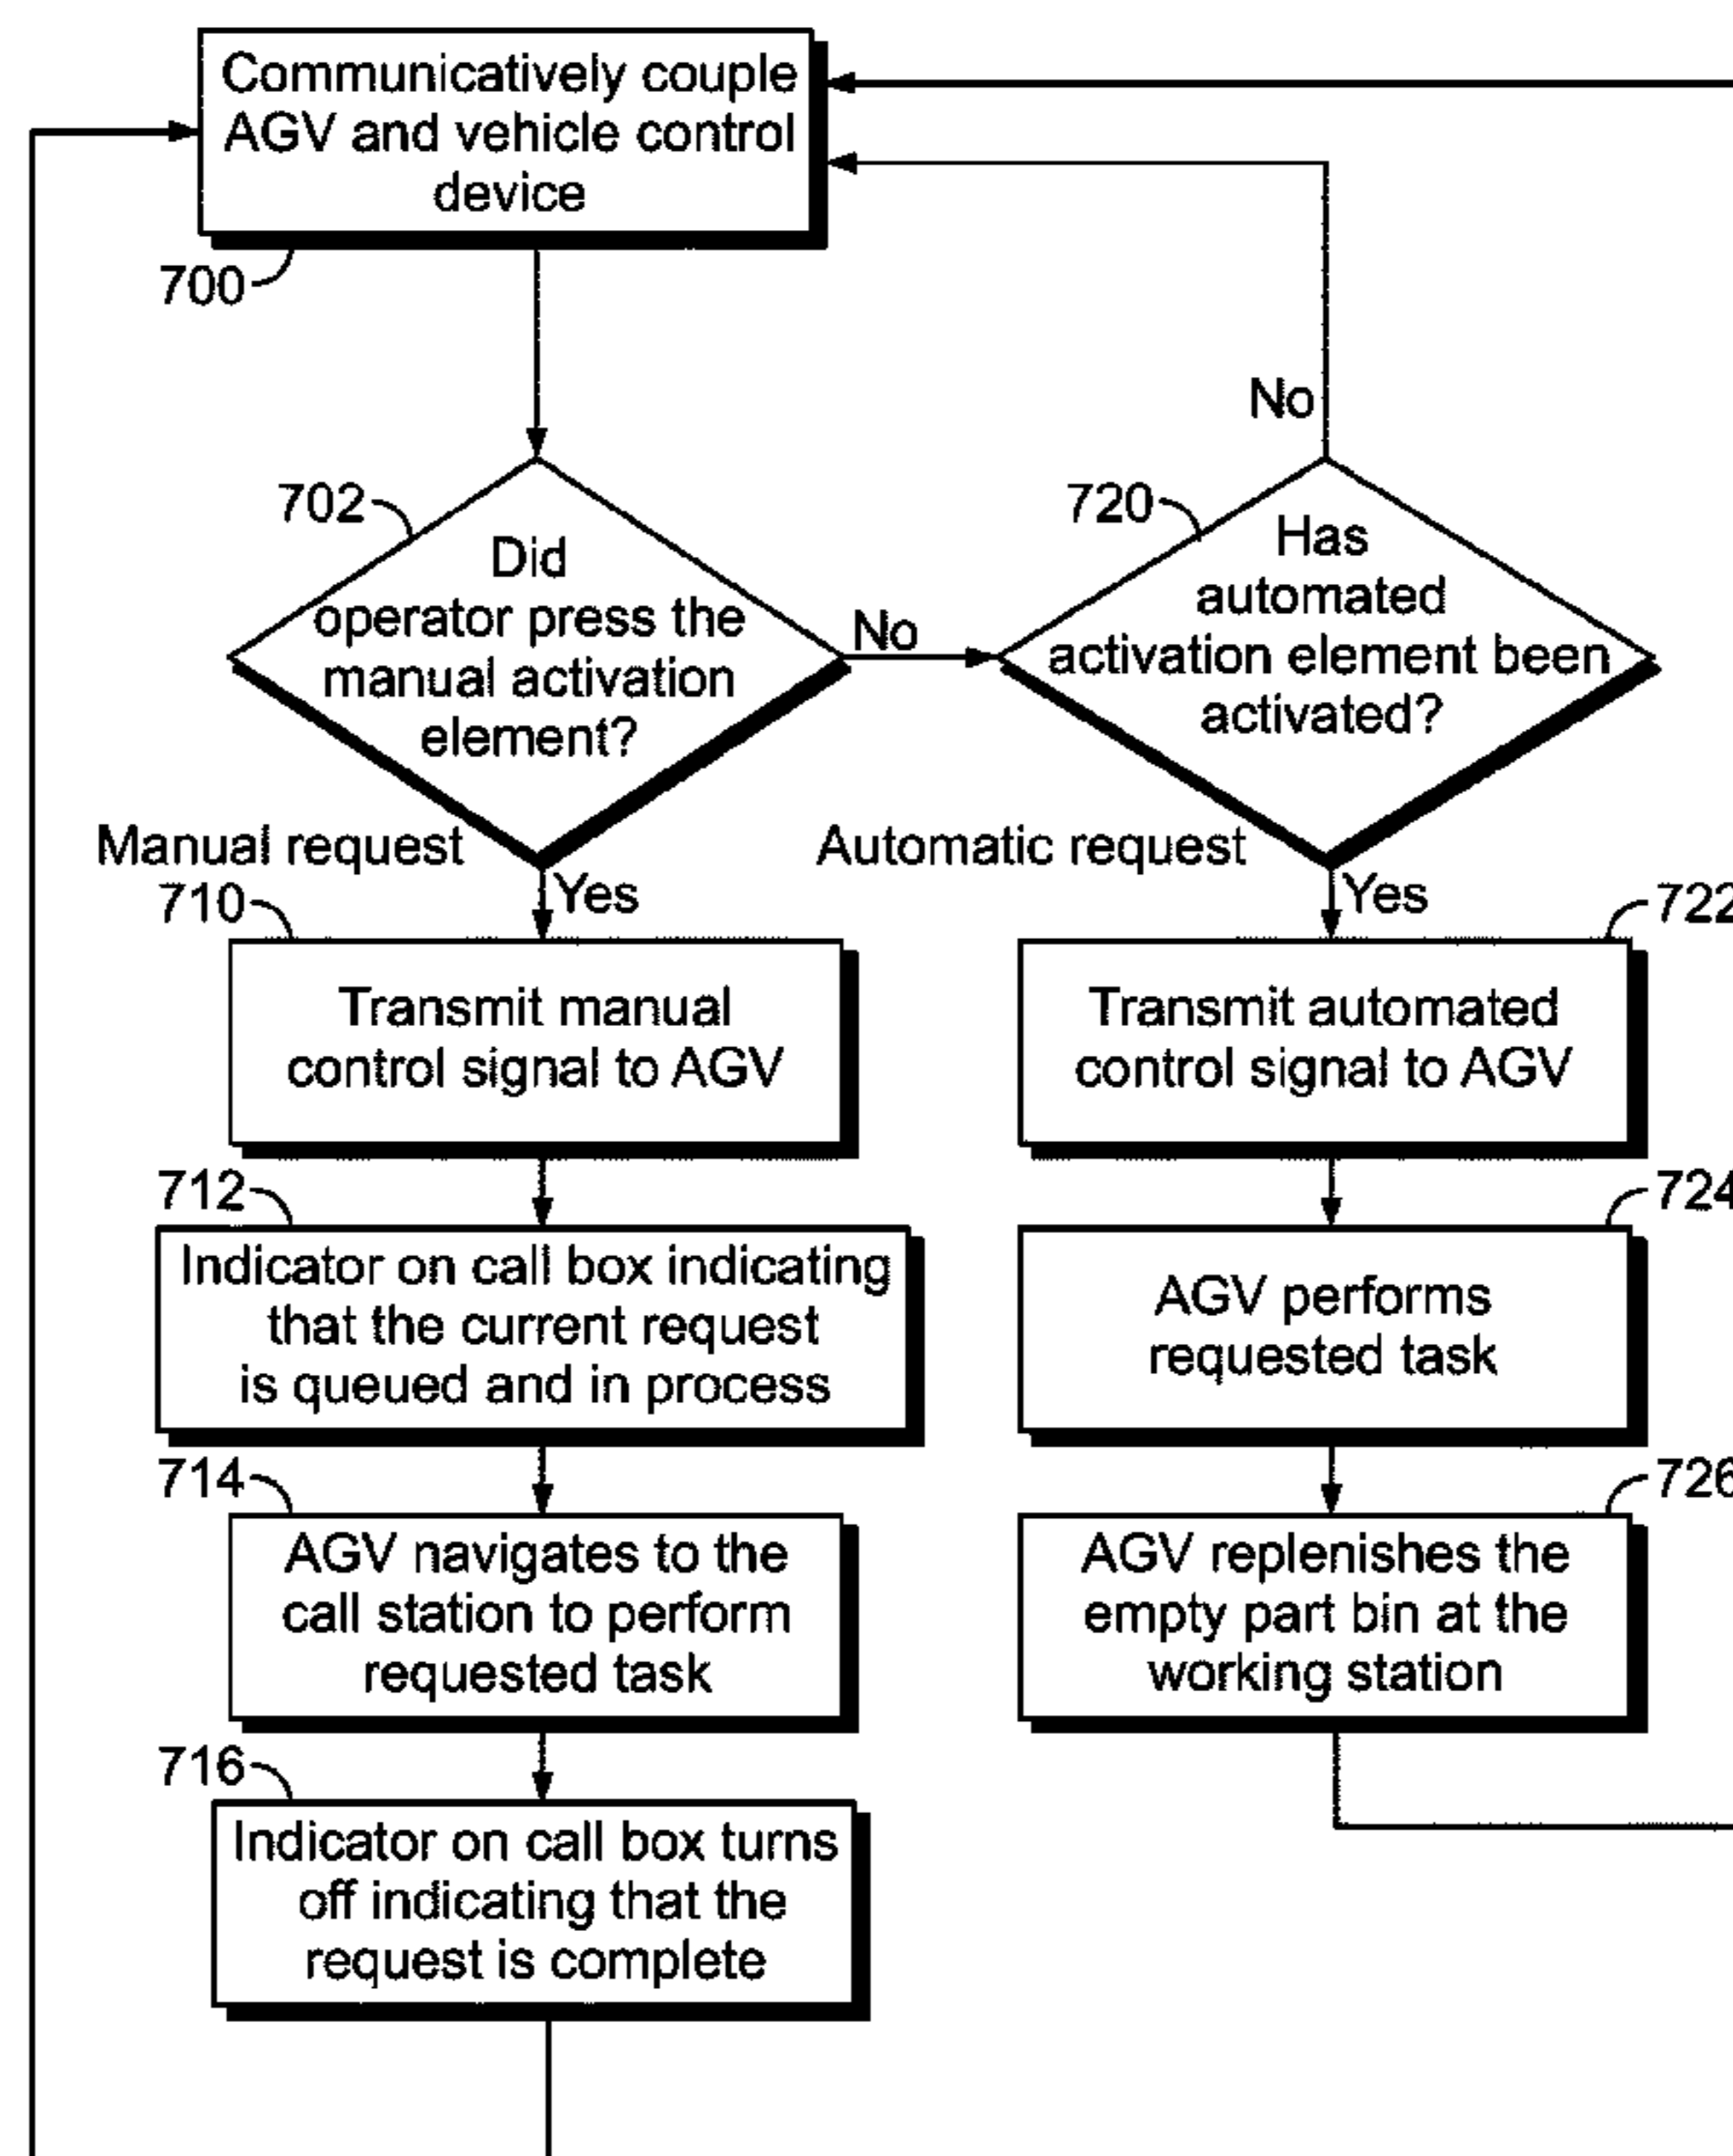 Communicatively couple
AGV and vehicle control
device
700
No
702
Did
operator press the
manual activation
element?
No
720
Has
automated
activation element been
activated?
Manual request
Yes
Automatic request
Yes
710
Transmit manual
control signal to AGV
722
Transmit automated
control signal to AGV
712
Indicator on call box indicating
that the current request
is queued and in process
724
AGV performs
requested task
714
AGV navigates to the
call station to perform
requested task
726
AGV replenishes the
empty part bin at the
working station
716
Indicator on call box turns
off indicating that the
request is complete